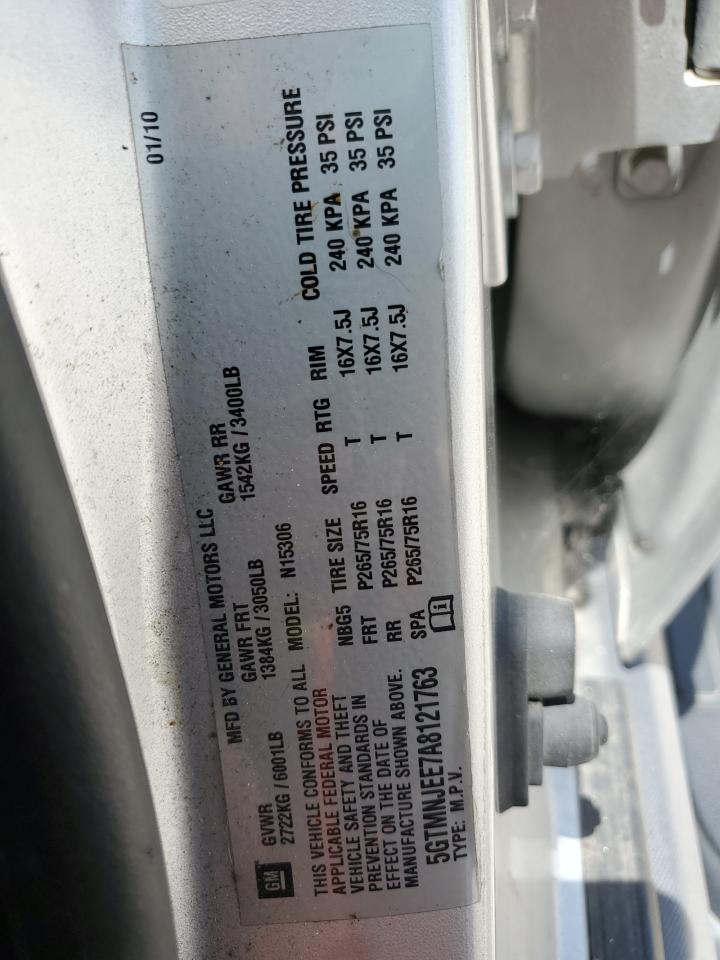 01/10
MFD BY GENERAL MOTORS LLC
GM
GVWR GAWR FRT GAWR RR
2722KG / 6001LB 1384KG / 3050LB 1542KG / 3400LB
THIS VEHICLE CONFORMS TO ALL
APPLICABLE FEDERAL MOTOR
VEHICLE SAFETY AND THEFT
PREVENTION STANDARDS IN
EFFECT ON THE DATE OF
MANUFACTURE SHOWN ABOVE.
MODEL: N15306
NBG5 TIRE SIZE SPEED RTG RIM COLD TIRE PRESSURE
FRT P265/75R16 T 16X7.5J 240 KPA 35 PSI
RR P265/75R16 T 16X7.5J 240 KPA 35 PSI
SPA P265/75R16 T 16X7.5J 240 KPA 35 PSI
5GTMNJEE7A8121763
TYPE: M.P.V.